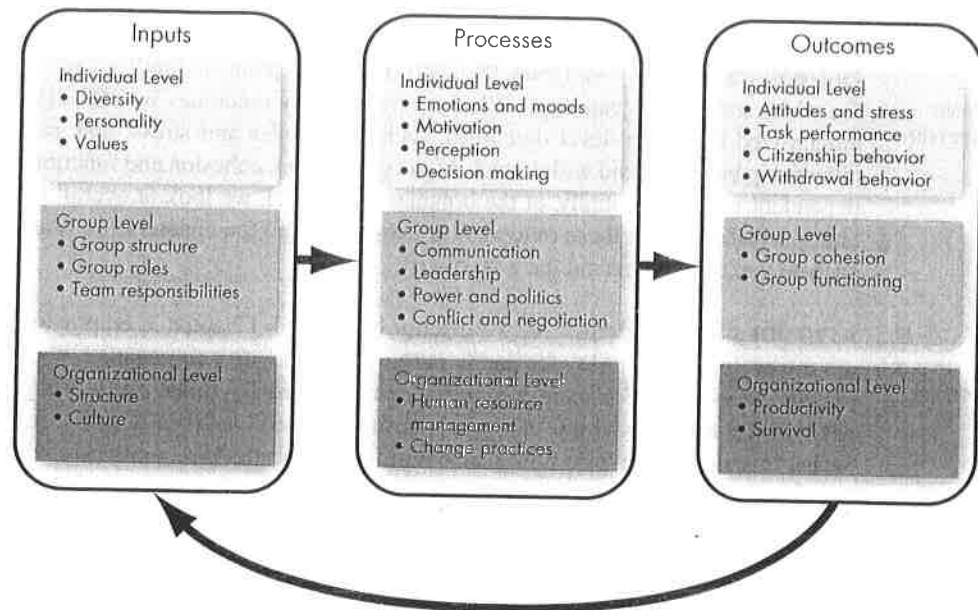 Inputs
Individual Level
• Diversity
• Personality
• Values
Group Level
• Group structure
• Group roles
• Team responsibilities
Organizational Level
• Structure
• Culture
Processes
Individual Level
• Emotions and moods
• Motivation
• Perception
• Decision making
Group Level
• Communication
• Leadership
• Power and politics
• Conflict and negotiation
Organizational Level
• Human resource
management
• Change practices
Outcomes
Individual Level
• Attitudes and stress
• Task performance
• Citizenship behavior
• Withdrawal behavior
Group Level
• Group cohesion
• Group functioning
Organizational Level
• Productivity
• Survival